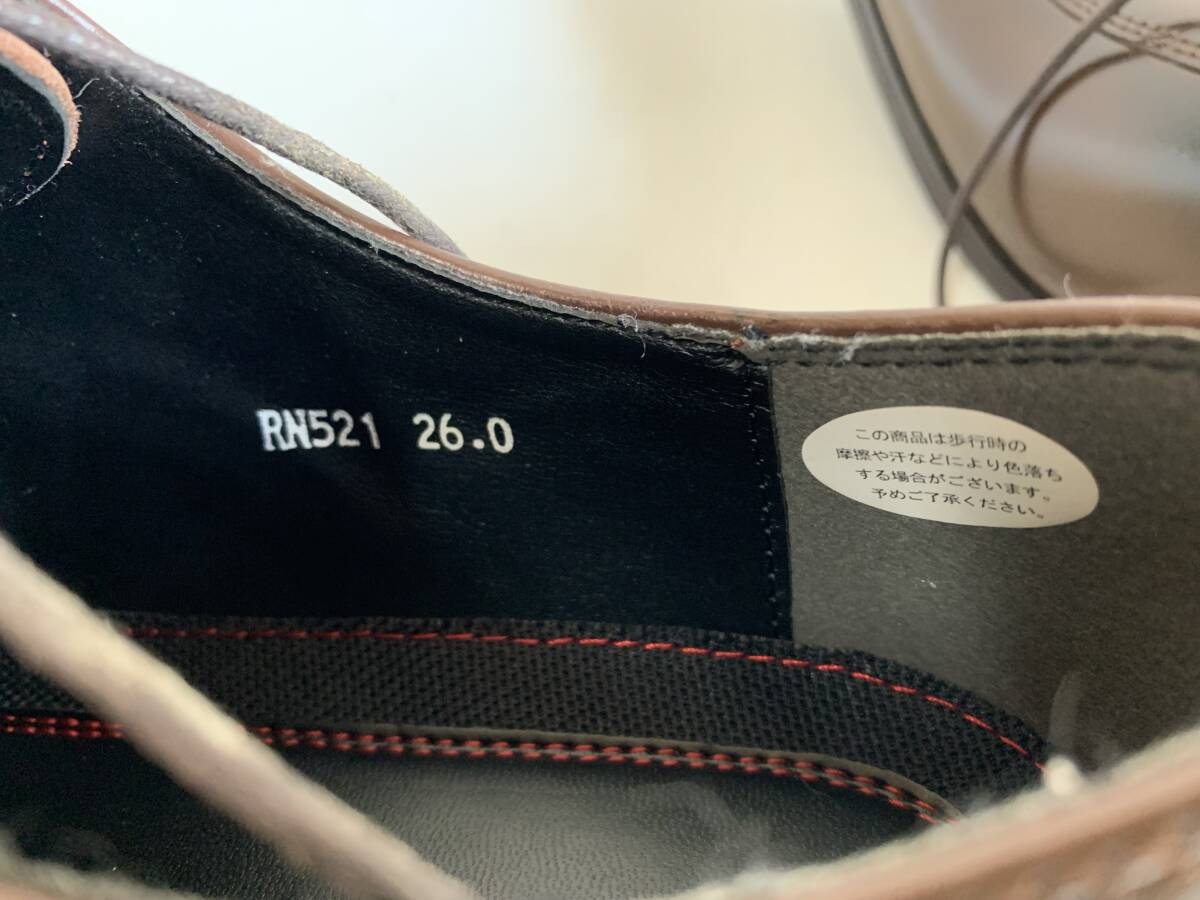 RN521 26.0
この商品は歩行時の
摩擦や汗などにより色落ち
する場合がございます。
予めご了承ください。